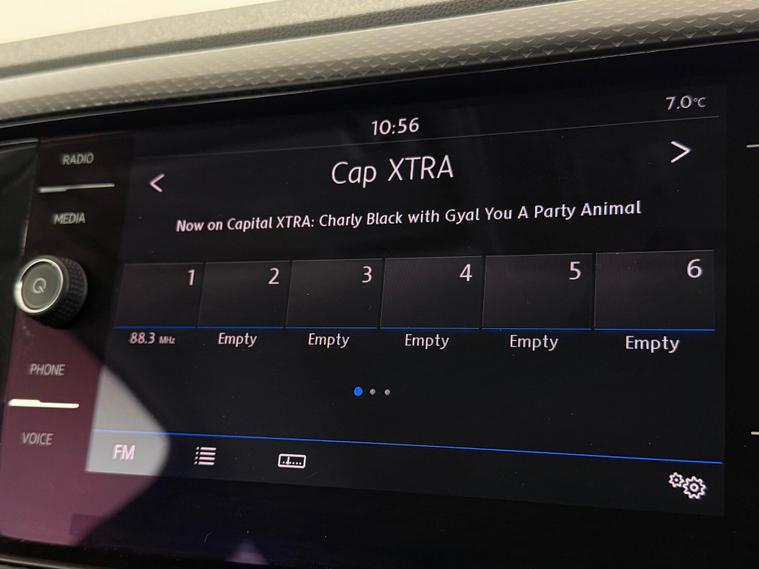 10:56
7.0°C
RADIO
MEDIA
PHONE
VOICE
Cap XTRA
Now on Capital XTRA: Charly Black with Gyal You A Party Animal
1 2 3 4 5 6
88.3 MHz Empty Empty Empty Empty Empty
FM